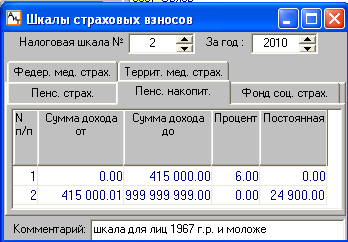 Шкалы страховых взносов
Налоговая шкала № 2 За год : 2010
Федер. мед. страх. Террит. мед. страх.
Пенс. страх. Пенс. накопит. Фонд соц. страх.
N п/п Сумма дохода от Сумма дохода до Процент Постоянная
1 0.00 415 000.00 6.00 0.00
2 415 000.01 999 999 999.00 0.00 24 900.00
Комментарий: шкала для лиц 1967 г.р. и моложе